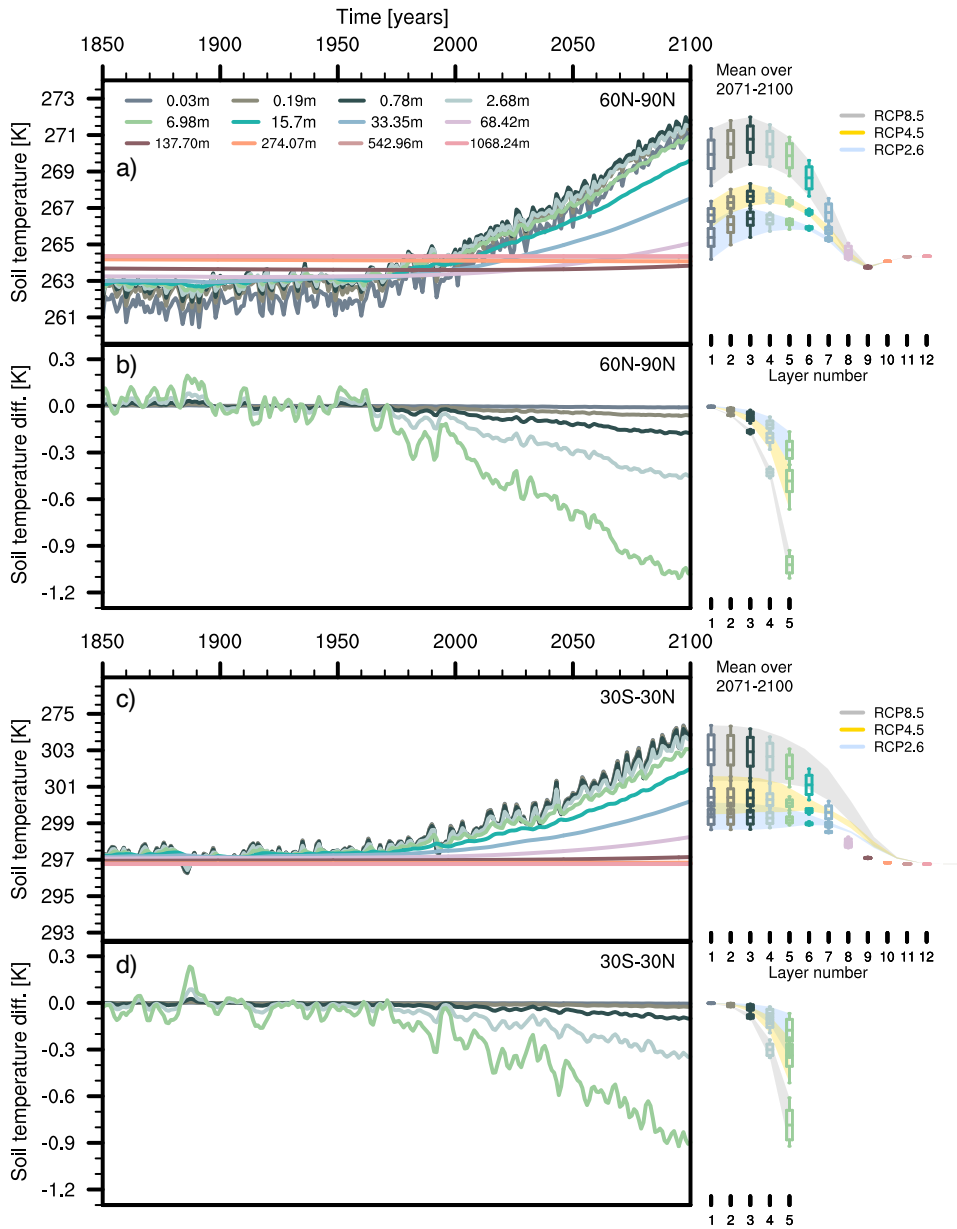 Time [years]
1850 1900 1950 2000 2050 2100
Mean over
2071-2100
273
271
269
267
265
263
261
Soil temperature [K]
a)
0.03m 0.19m 0.78m 2.68m
6.98m 15.7m 33.35m 68.42m
137.70m 274.07m 542.96m 1068.24m
60N-90N
RCP8.5
RCP4.5
RCP2.6
1 2 3 4 5 6 7 8 9 10 11 12
Layer number
0.3
0.0
-0.3
-0.6
-0.9
-1.2
Soil temperature diff. [K]
b)
60N-90N
1 2 3 4 5
1850 1900 1950 2000 2050 2100
Mean over
2071-2100
275
303
301
299
297
295
293
Soil temperature [K]
c)
30S-30N
RCP8.5
RCP4.5
RCP2.6
1 2 3 4 5 6 7 8 9 10 11 12
Layer number
0.3
0.0
-0.3
-0.6
-0.9
-1.2
Soil temperature diff. [K]
d)
30S-30N
1 2 3 4 5